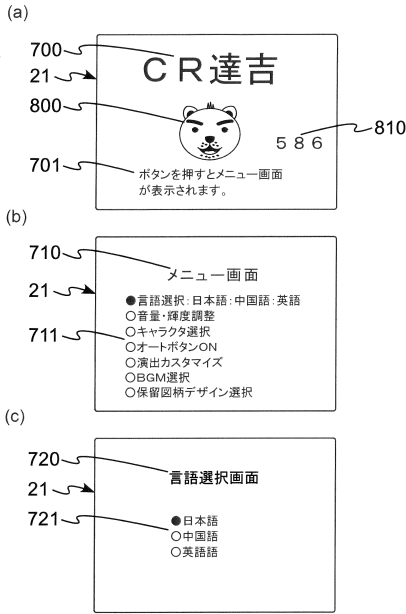 (a)
700
CR達吉
21
800
586
810
701
ボタンを押すとメニュー画面
が表示されます。
(b)
710
メニュー画面
21
●言語選択:日本語:中国語:英語
○音量・輝度調整
711
○キャラクタ選択
○オートボタンON
○演出カスタマイズ
○BGM選択
○保留図柄デザイン選択
(c)
720
言語選択画面
21
721
●日本語
○中国語
○英語語